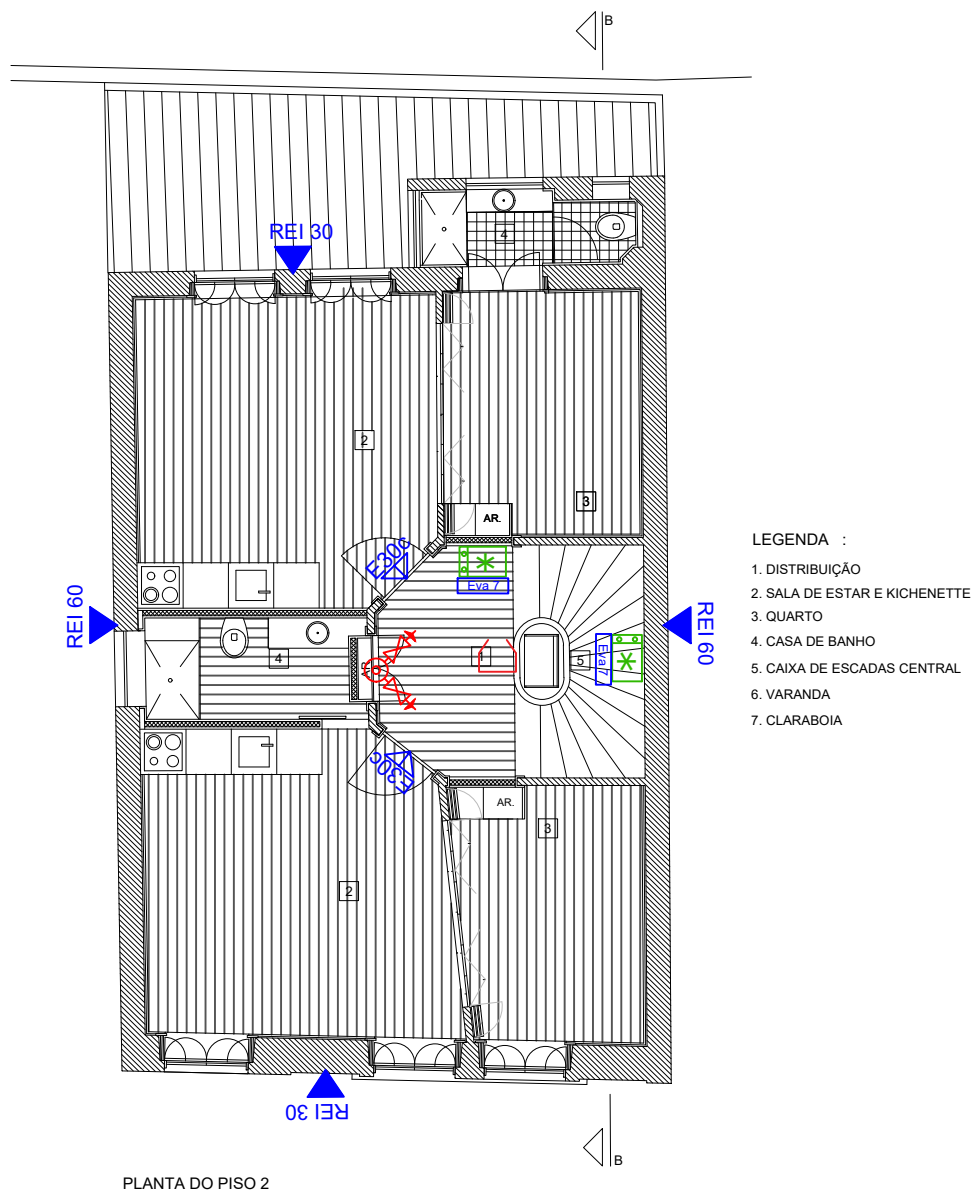 B
REI 30
4
2
3
AR.
E30c
Eva 7
REI 60
4
1
5
Eva 7
REI 60
E30c
AR.
3
2
REI 30
B
LEGENDA :
1. DISTRIBUIÇÃO
2. SALA DE ESTAR E KICHENETTE
3. QUARTO
4. CASA DE BANHO
5. CAIXA DE ESCADAS CENTRAL
6. VARANDA
7. CLARABOIA
PLANTA DO PISO 2